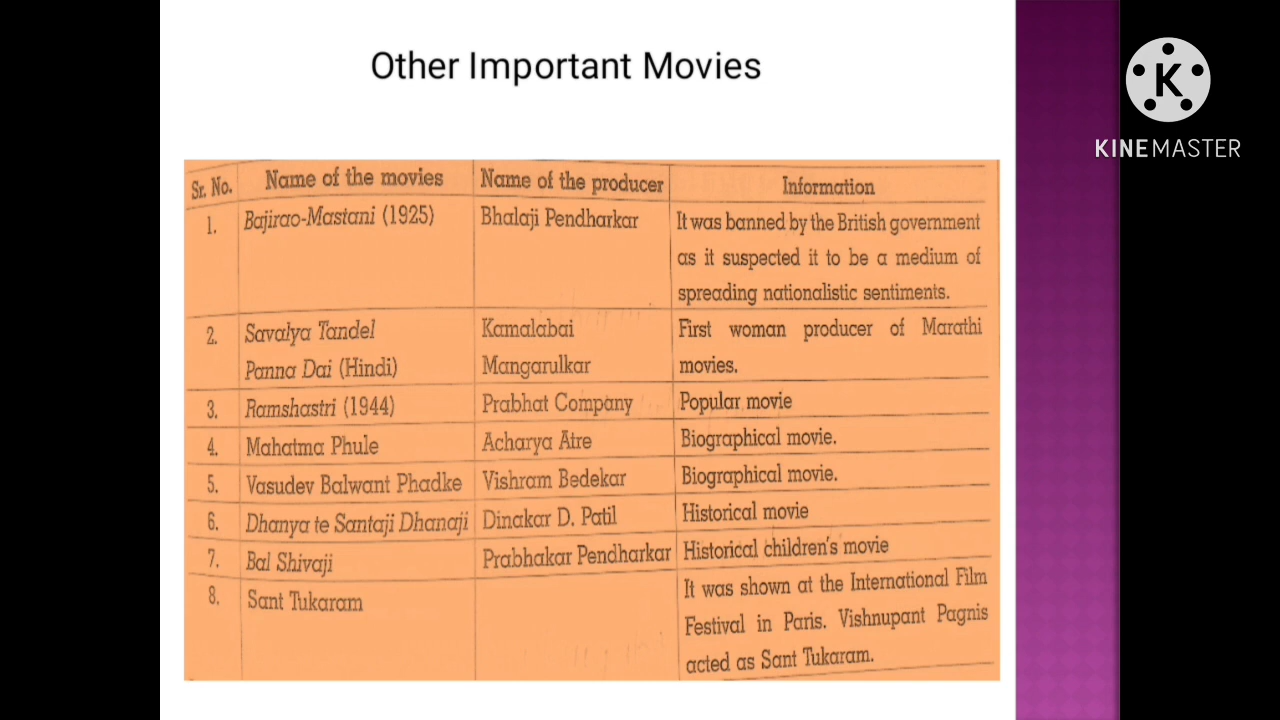 Other Important Movies
K
KINEMASTER
Sr. No. Name of the movies Name of the producer Information
1. Bajirao-Mastani (1925) Bhalaji Pendharkar It was banned by the British government
as it suspected it to be a medium of
spreading nationalistic sentiments.
2. Savalya Tandel Kamalabai First woman producer of Marathi
Panna Dai (Hindi) Mangarulkar movies.
3. Ramshastri (1944) Prabhat Company Popular movie
4. Mahatma Phule Acharya Atre Biographical movie.
5. Vasudev Balwant Phadke Vishram Bedekar Biographical movie.
6. Dhanya te Santaji Dhanaji Dinakar D. Patil Historical movie
7. Bal Shivaji Prabhakar Pendharkar Historical children's movie
8. Sant Tukaram It was shown at the International Film
Festival in Paris. Vishnupant Pagnis
acted as Sant Tukaram.